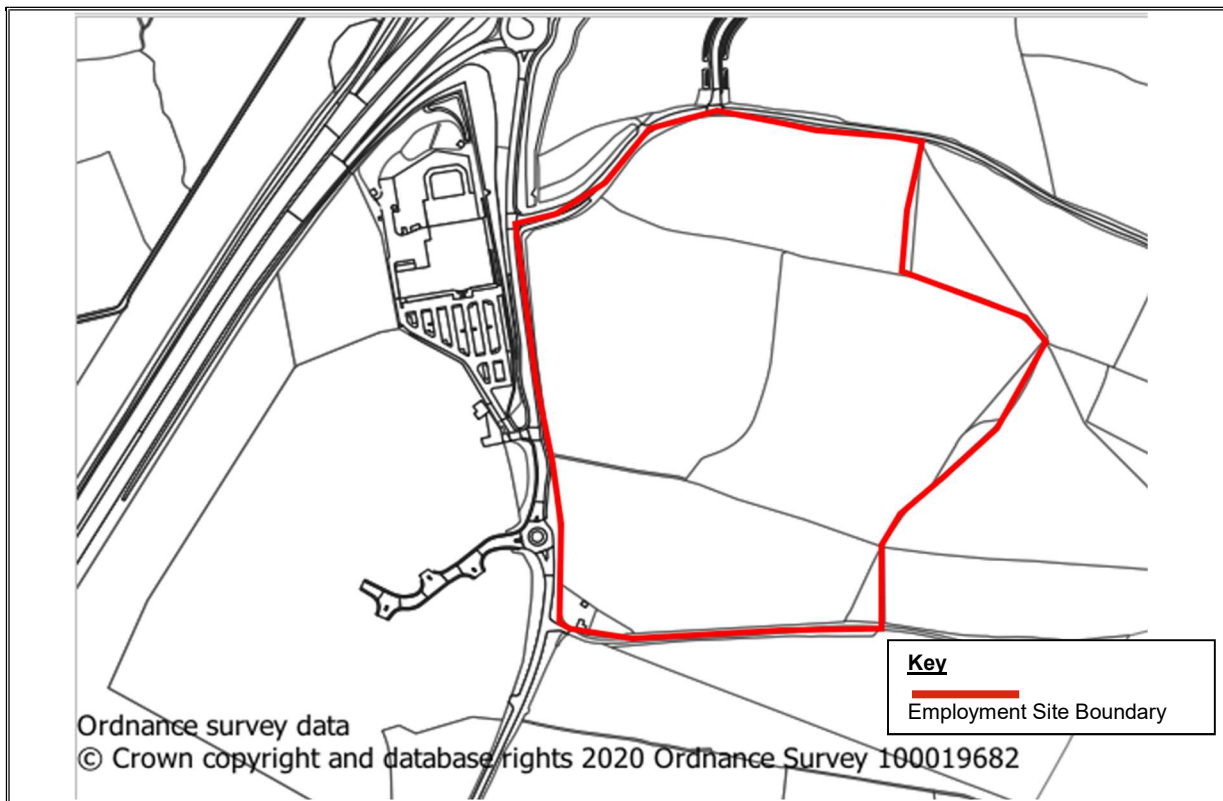 Key
Employment Site Boundary
Ordnance survey data
© Crown copyright and database rights 2020 Ordnance Survey 100019682